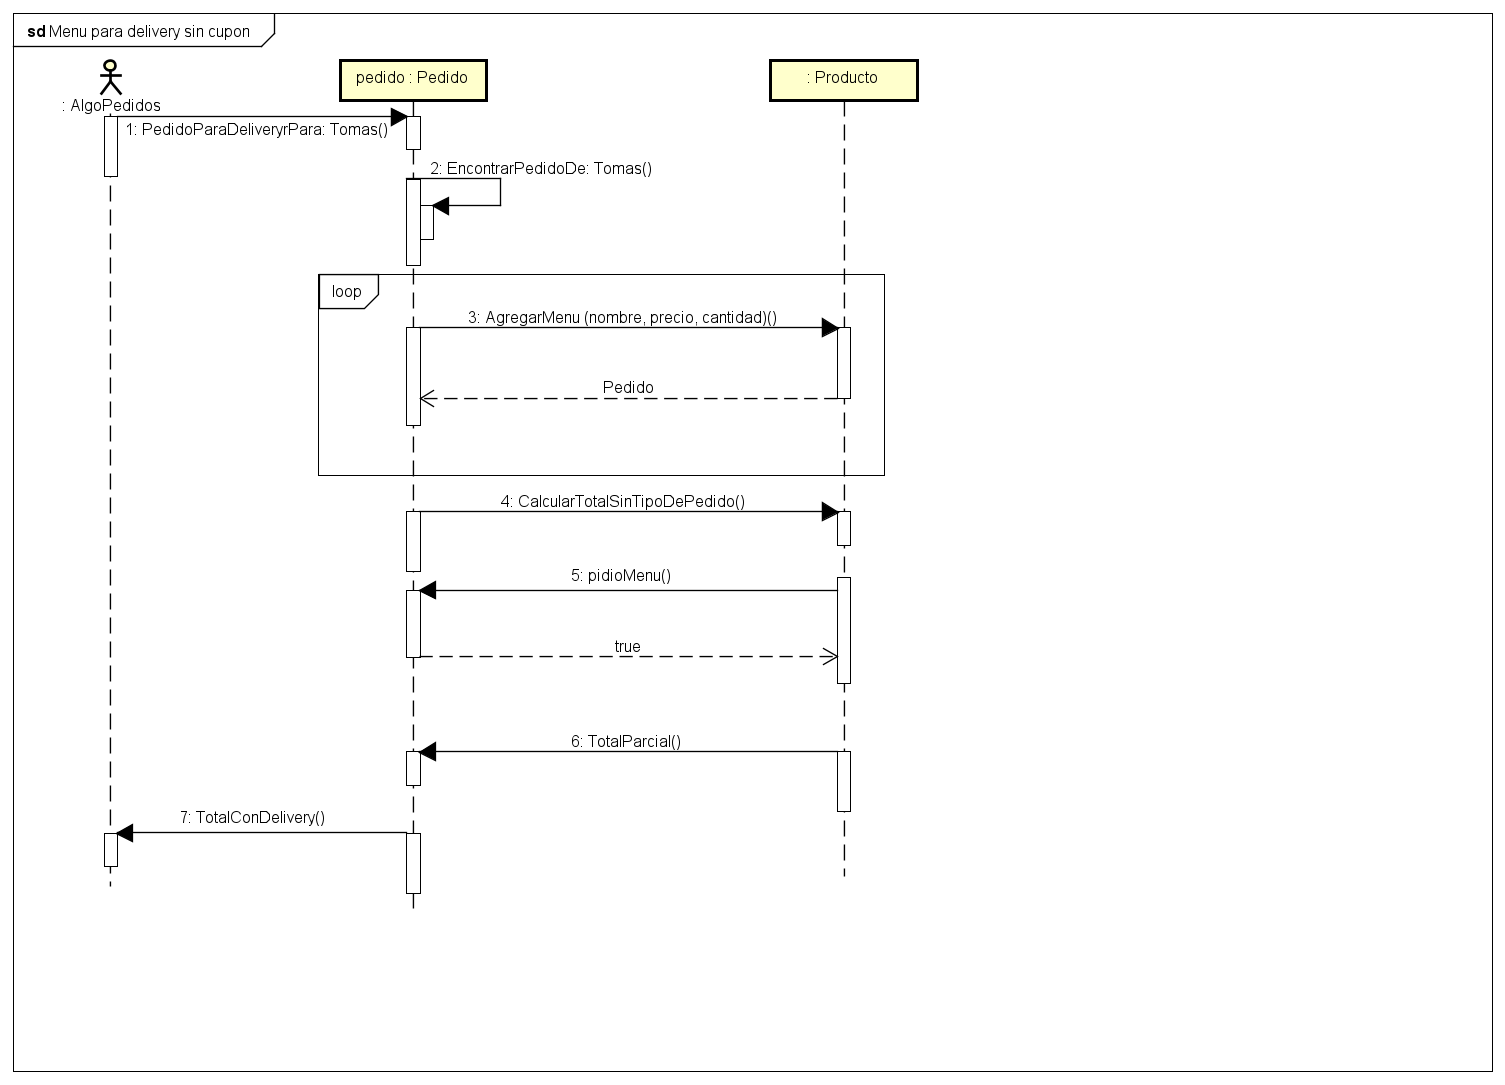 sd Menu para delivery sin cupon
pedido : Pedido
: Producto
: AlgoPedidos
1: PedidoParaDeliveryrPara: Tomas()
2: EncontrarPedidoDe: Tomas()
loop
3: AgregarMenu (nombre, precio, cantidad)()
Pedido
4: CalcularTotalSinTipoDePedido()
5: pidioMenu()
true
6: TotalParcial()
7: TotalConDelivery()